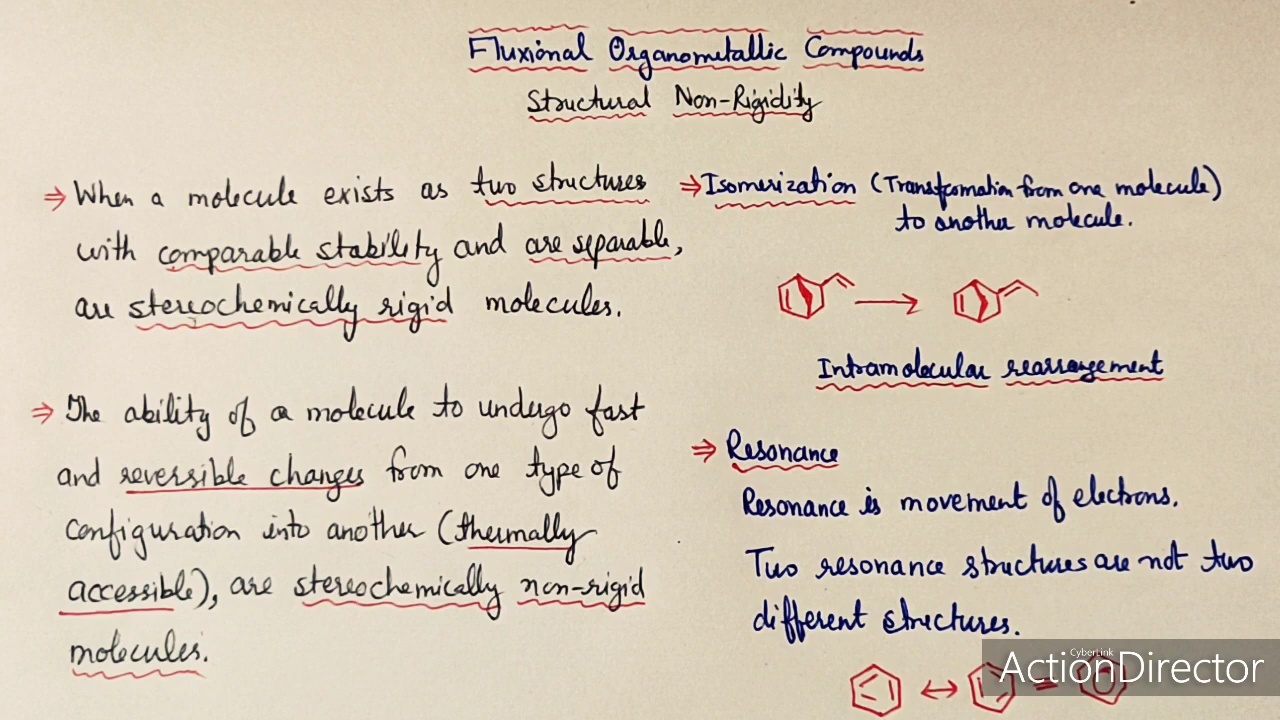 Fluxional Organometallic Compounds
Structural Non-Rigidity
⇒ When a molecule exists as two structures
with comparable stability and are separable,
are stereochemically rigid molecules.
⇒ The ability of a molecule to undergo fast
and reversible changes from one type of
configuration into another (thermally
accessible), are stereochemically non-rigid
molecules.
⇒ Isomerization (Transformation from one molecule)
to another molecule.
Intramolecular rearrangement
⇒ Resonance
Resonance is movement of electrons.
Two resonance structures are not two
different structures.
CyberLink
ActionDirector